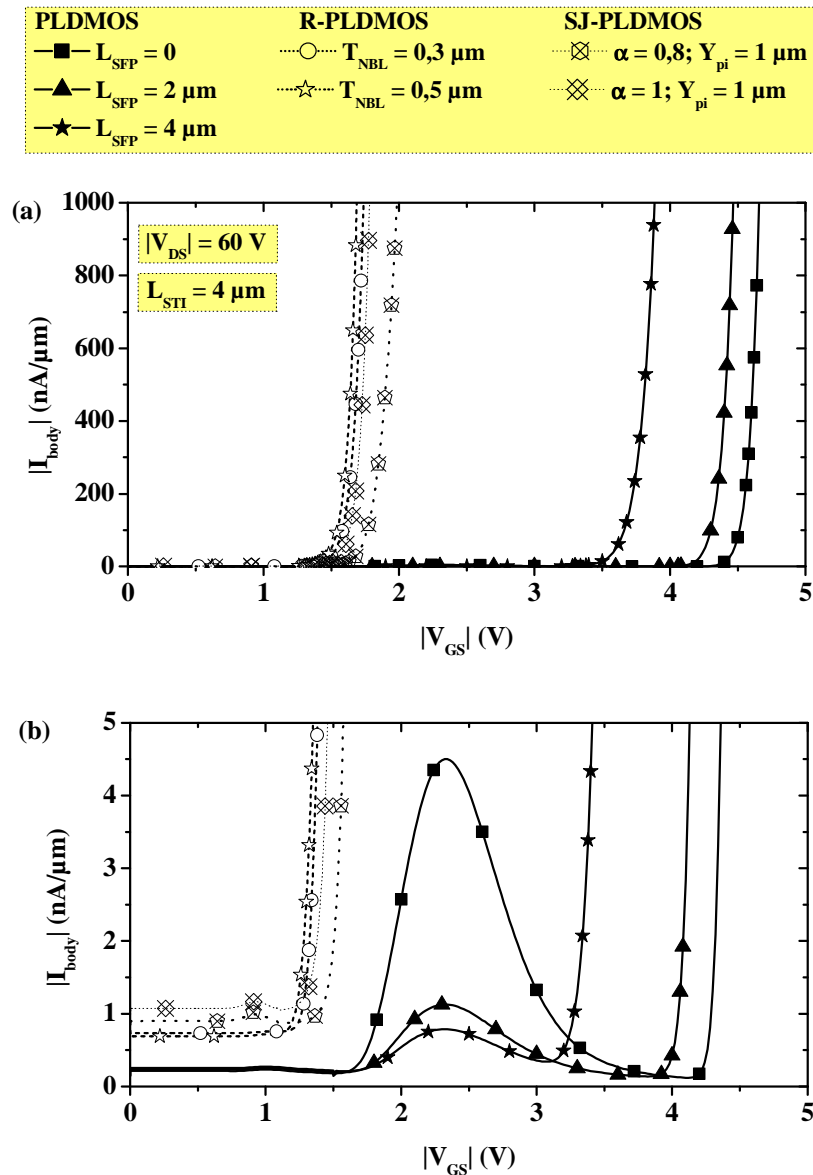 PLDMOS R-PLDMOS SJ-PLDMOS
L_SFP = 0 T_NBL = 0,3 µm α = 0,8; Y_pi = 1 µm
L_SFP = 2 µm T_NBL = 0,5 µm α = 1; Y_pi = 1 µm
L_SFP = 4 µm
(a)
|V_DS| = 60 V
L_STI = 4 µm
1000
800
600
400
200
0
|I_body| (nA/µm)
0 1 2 3 4 5
|V_GS| (V)
(b)
5
4
3
2
1
0
|I_body| (nA/µm)
0 1 2 3 4 5
|V_GS| (V)